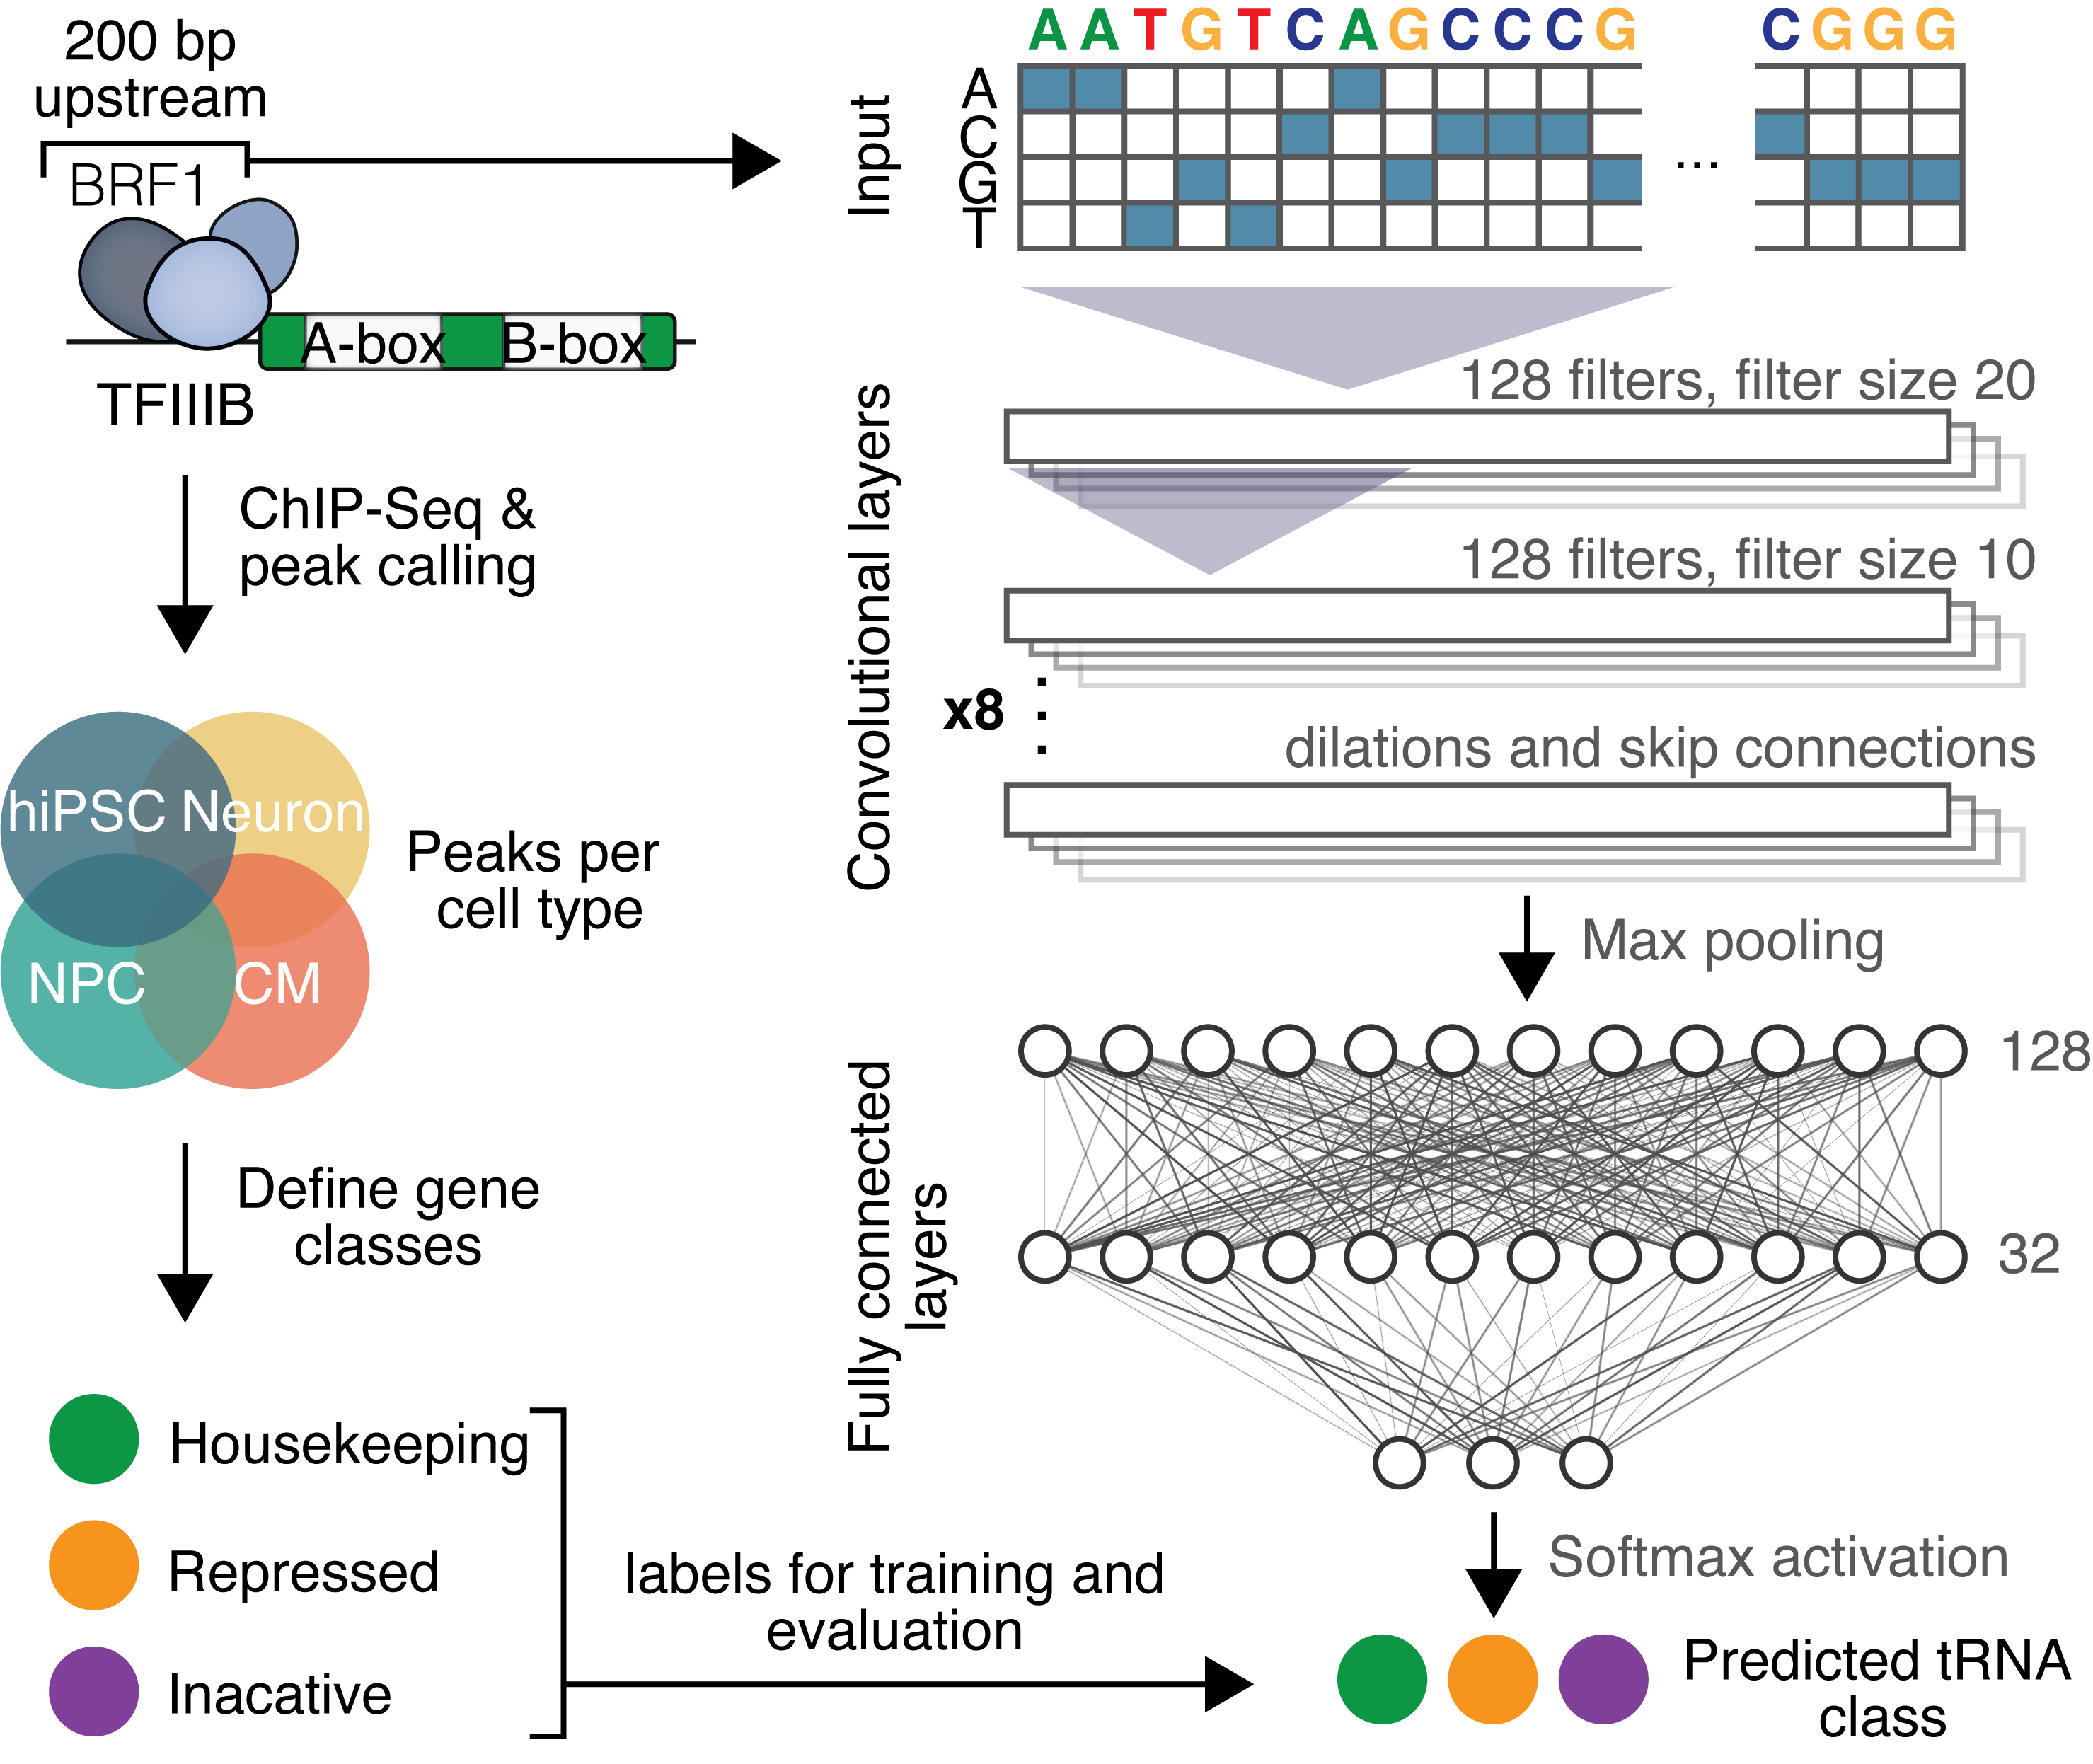 200 bp
upstream
BRF1
A-box B-box
TFIIIB
ChIP-Seq &
peak calling
hiPSC Neuron
NPC CM
Peaks per
cell type
Define gene
classes
Housekeeping
Repressed
Inacative
labels for training and
evaluation
Input
A A T G T C A G C C C G C G G G
A
C
G
T
...
Convolutional layers
128 filters, filter size 20
128 filters, filter size 10
x8
dilations and skip connections
Max pooling
Fully connected
layers
128
32
Softmax activation
Predicted tRNA
class